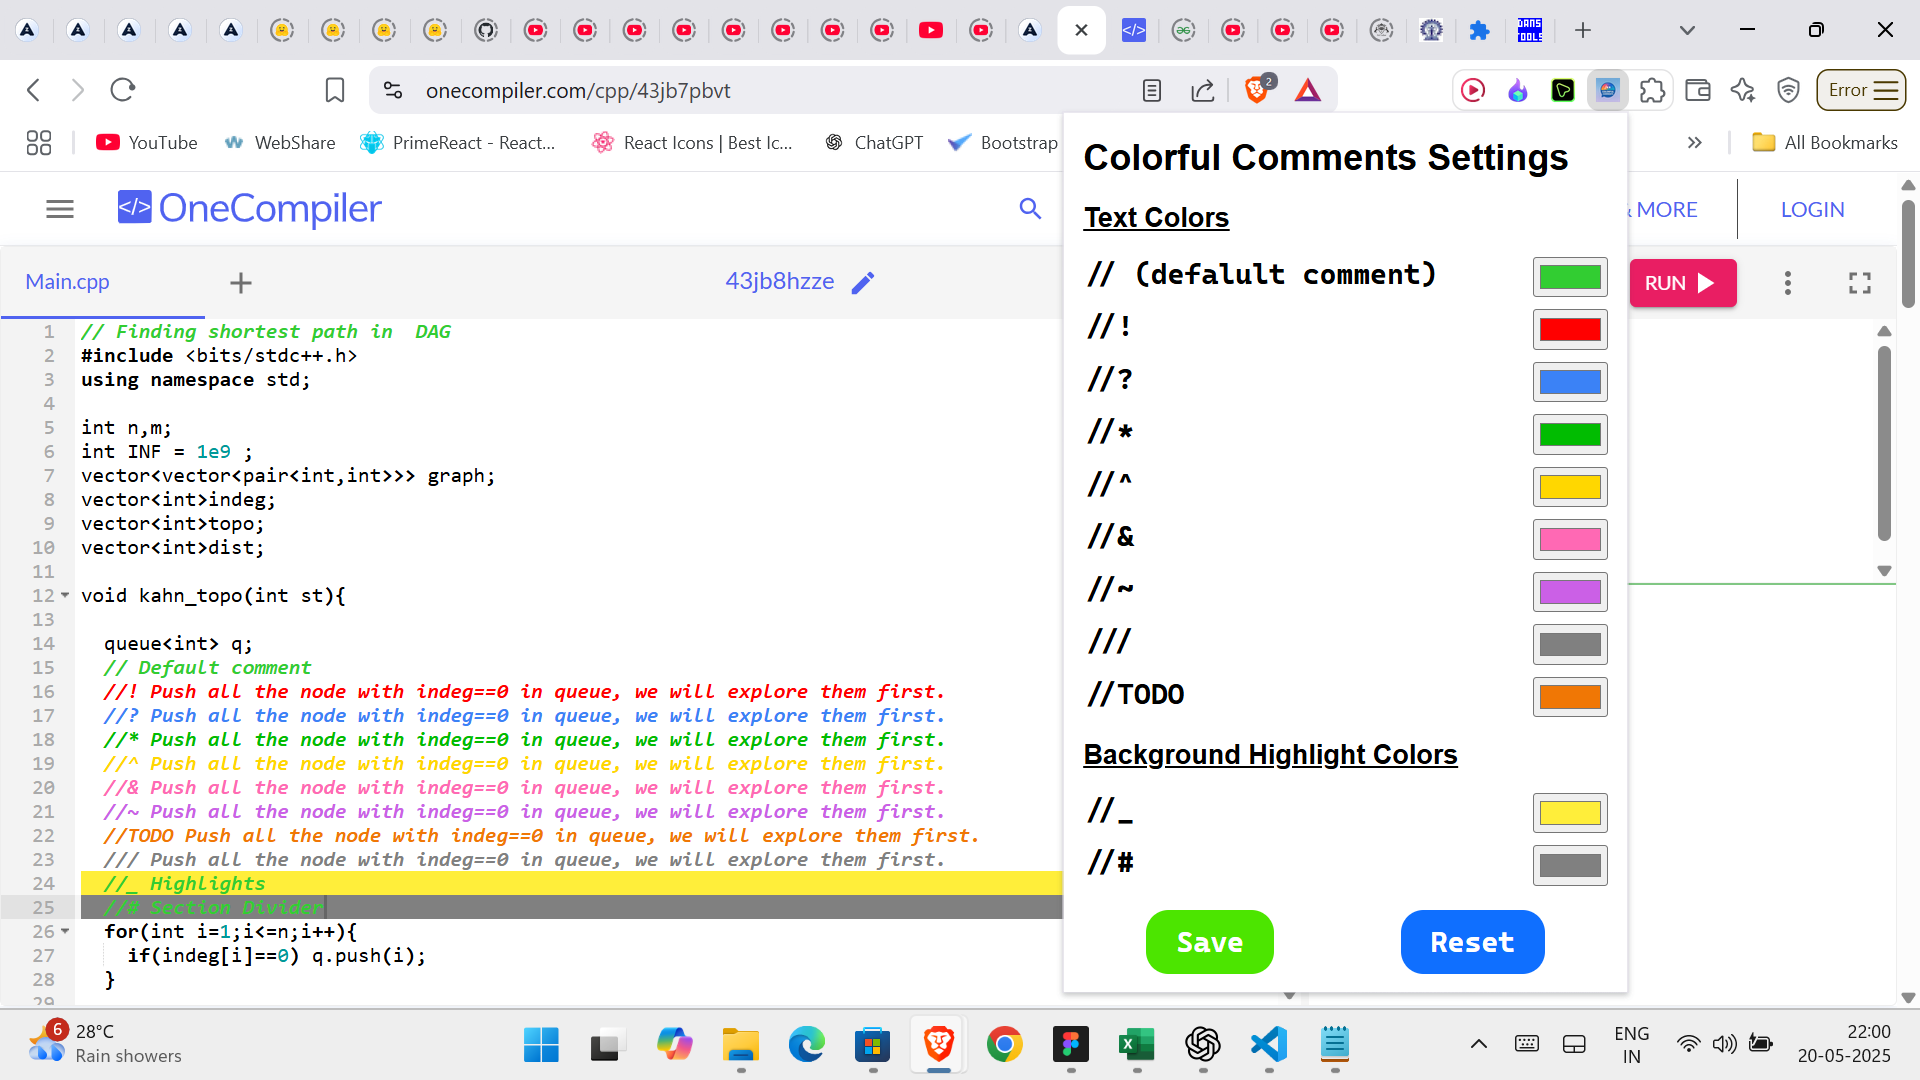 onecompiler.com/cpp/43jb7pbvt
2
Error
YouTube
WebShare
PrimeReact - React...
React Icons | Best Ic...
ChatGPT
Bootstrap
All Bookmarks
</> OneCompiler
& MORE
LOGIN
Main.cpp
43jb8hzze
RUN
1 // Finding shortest path in  DAG
2 #include <bits/stdc++.h>
3 using namespace std;
4
5 int n,m;
6 int INF = 1e9 ;
7 vector<vector<pair<int,int>>> graph;
8 vector<int>indeg;
9 vector<int>topo;
10 vector<int>dist;
11
12 void kahn_topo(int st){
13
14 queue<int> q;
15 // Default comment
16 //! Push all the node with indeg==0 in queue, we will explore them first.
17 //? Push all the node with indeg==0 in queue, we will explore them first.
18 //* Push all the node with indeg==0 in queue, we will explore them first.
19 //^ Push all the node with indeg==0 in queue, we will explore them first.
20 //& Push all the node with indeg==0 in queue, we will explore them first.
21 //~ Push all the node with indeg==0 in queue, we will explore them first.
22 //TODO Push all the node with indeg==0 in queue, we will explore them first.
23 /// Push all the node with indeg==0 in queue, we will explore them first.
24 //_ Highlights
25 //# Section Divider
26 for(int i=1;i<=n;i++){
27 if(indeg[i]==0) q.push(i);
28 }
29
Colorful Comments Settings
Text Colors
// (defalult comment)
//!
//?
//*
//^
//&
//~
///
//TODO
Background Highlight Colors
//_
//#
Save
Reset
6
28°C
Rain showers
ENG
IN
22:00
20-05-2025